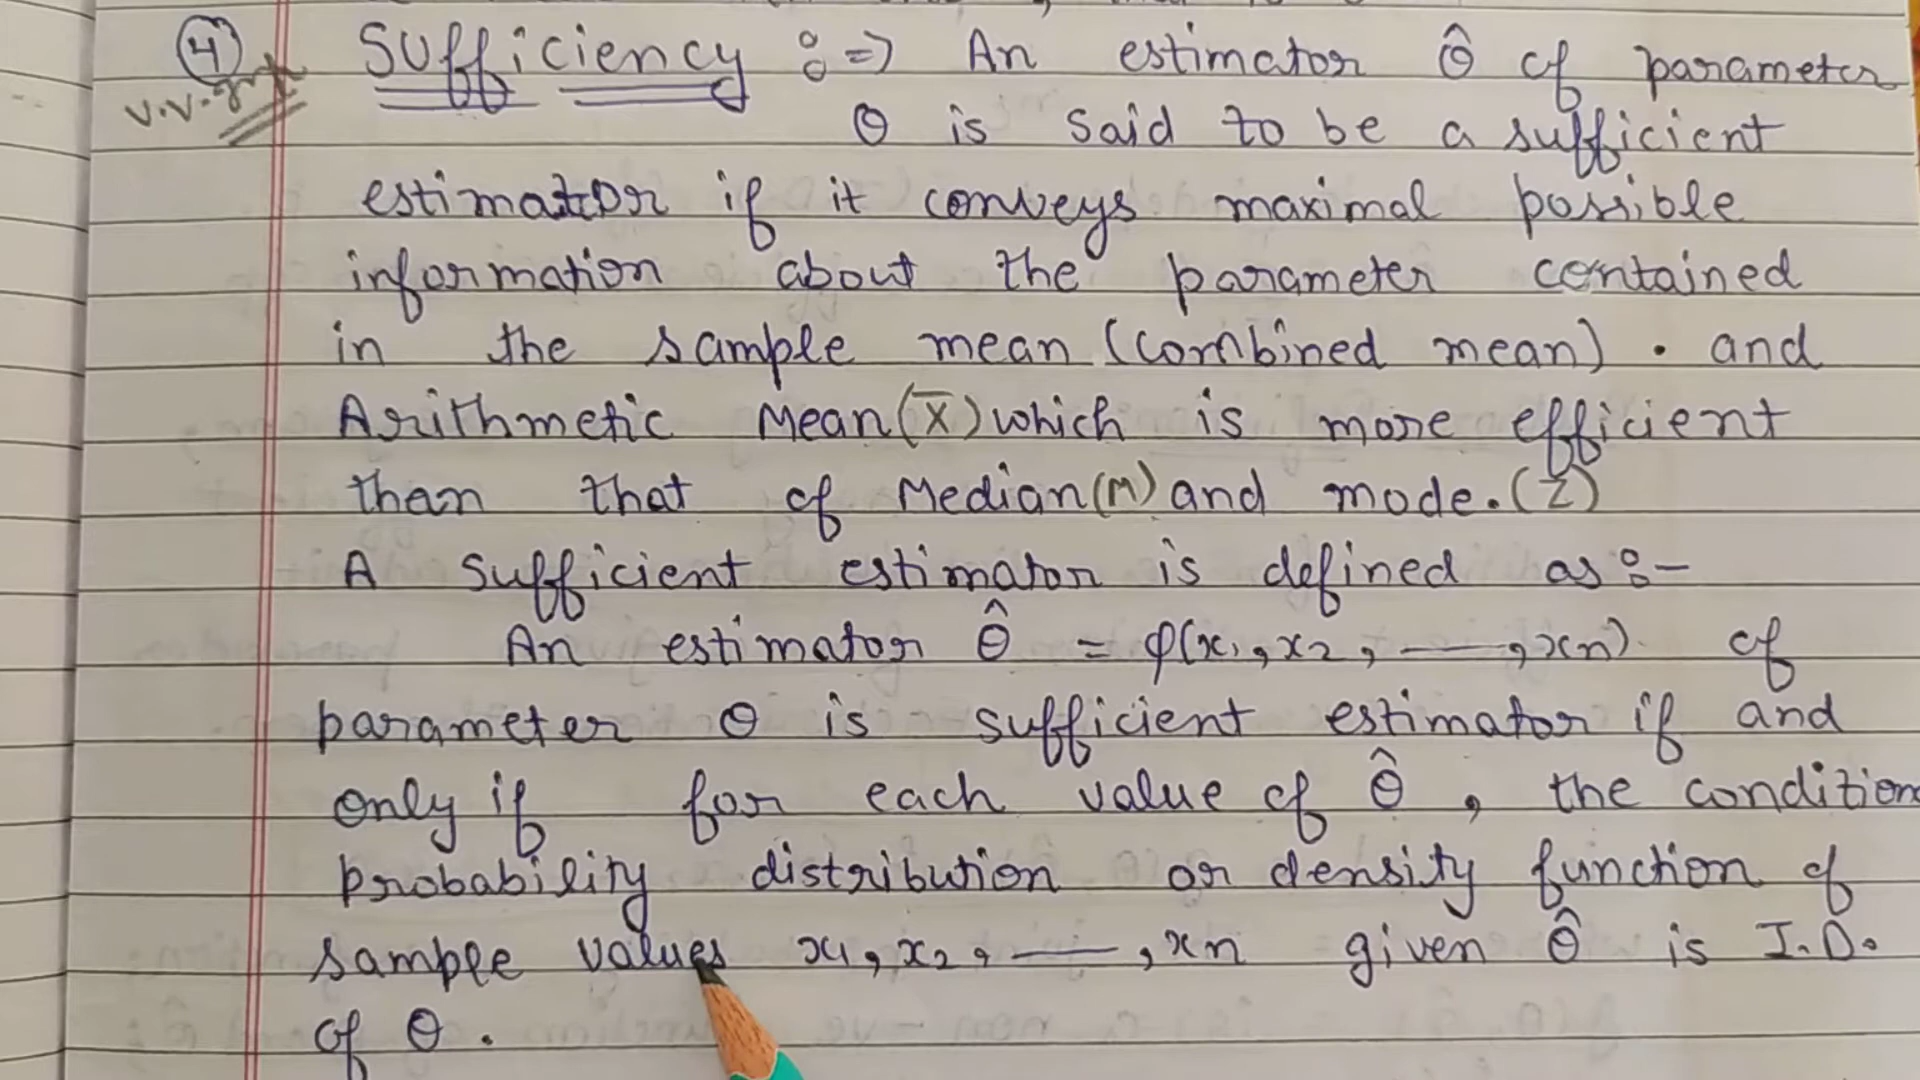 (4) Sufficiency :=> An estimator θ̂ of parameter
v.v.Imp
θ is said to be a sufficient
estimator if it conveys maximal possible
information about the parameter contained
in the sample mean (combined mean). and
Arithmetic Mean(X̄) which is more efficient
than that of Median(M) and mode.(Z)
A sufficient estimator is defined as:-
An estimator θ̂ = φ(x1, x2, ——, xn) of
parameter θ is sufficient estimator if and
only if for each value of θ̂, the condition
probability distribution or density function of
sample values x1, x2, ——, xn given θ̂ is I.D.
of θ.